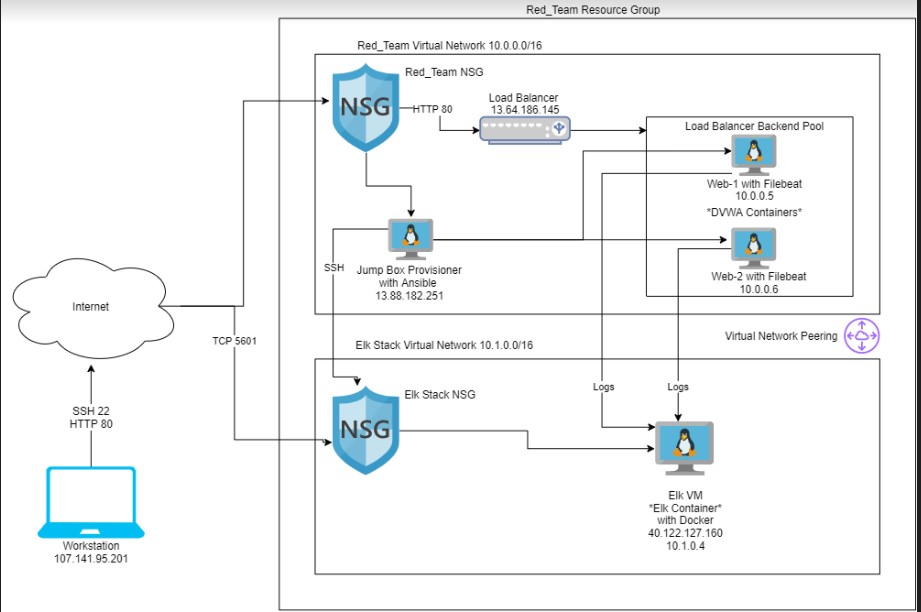 Red_Team Resource Group
Red_Team Virtual Network 10.0.0.0/16
NSG
Red_Team NSG
HTTP 80
Load Balancer
13.64.186.145
Load Balancer Backend Pool
Web-1 with Filebeat
10.0.0.5
*DVWA Containers*
Web-2 with Filebeat
10.0.0.6
SSH
Jump Box Provisioner
with Ansible
13.88.182.251
Internet
TCP 5601
Virtual Network Peering
Elk Stack Virtual Network 10.1.0.0/16
NSG
Elk Stack NSG
Logs
Logs
SSH 22
HTTP 80
Elk VM
*Elk Container*
with Docker
40.122.127.160
10.1.0.4
Workstation
107.141.95.201